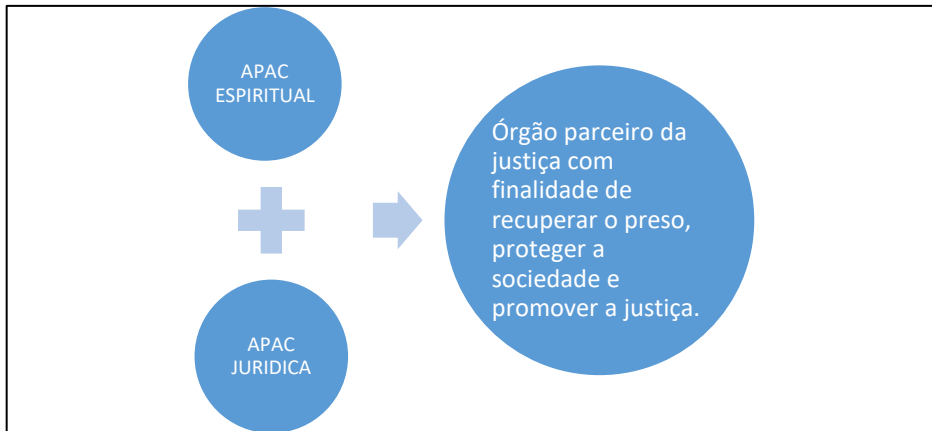 APAC
ESPIRITUAL
Órgão parceiro da
justiça com
finalidade de
recuperar o preso,
proteger a
sociedade e
promover a justiça.
APAC
JURIDICA